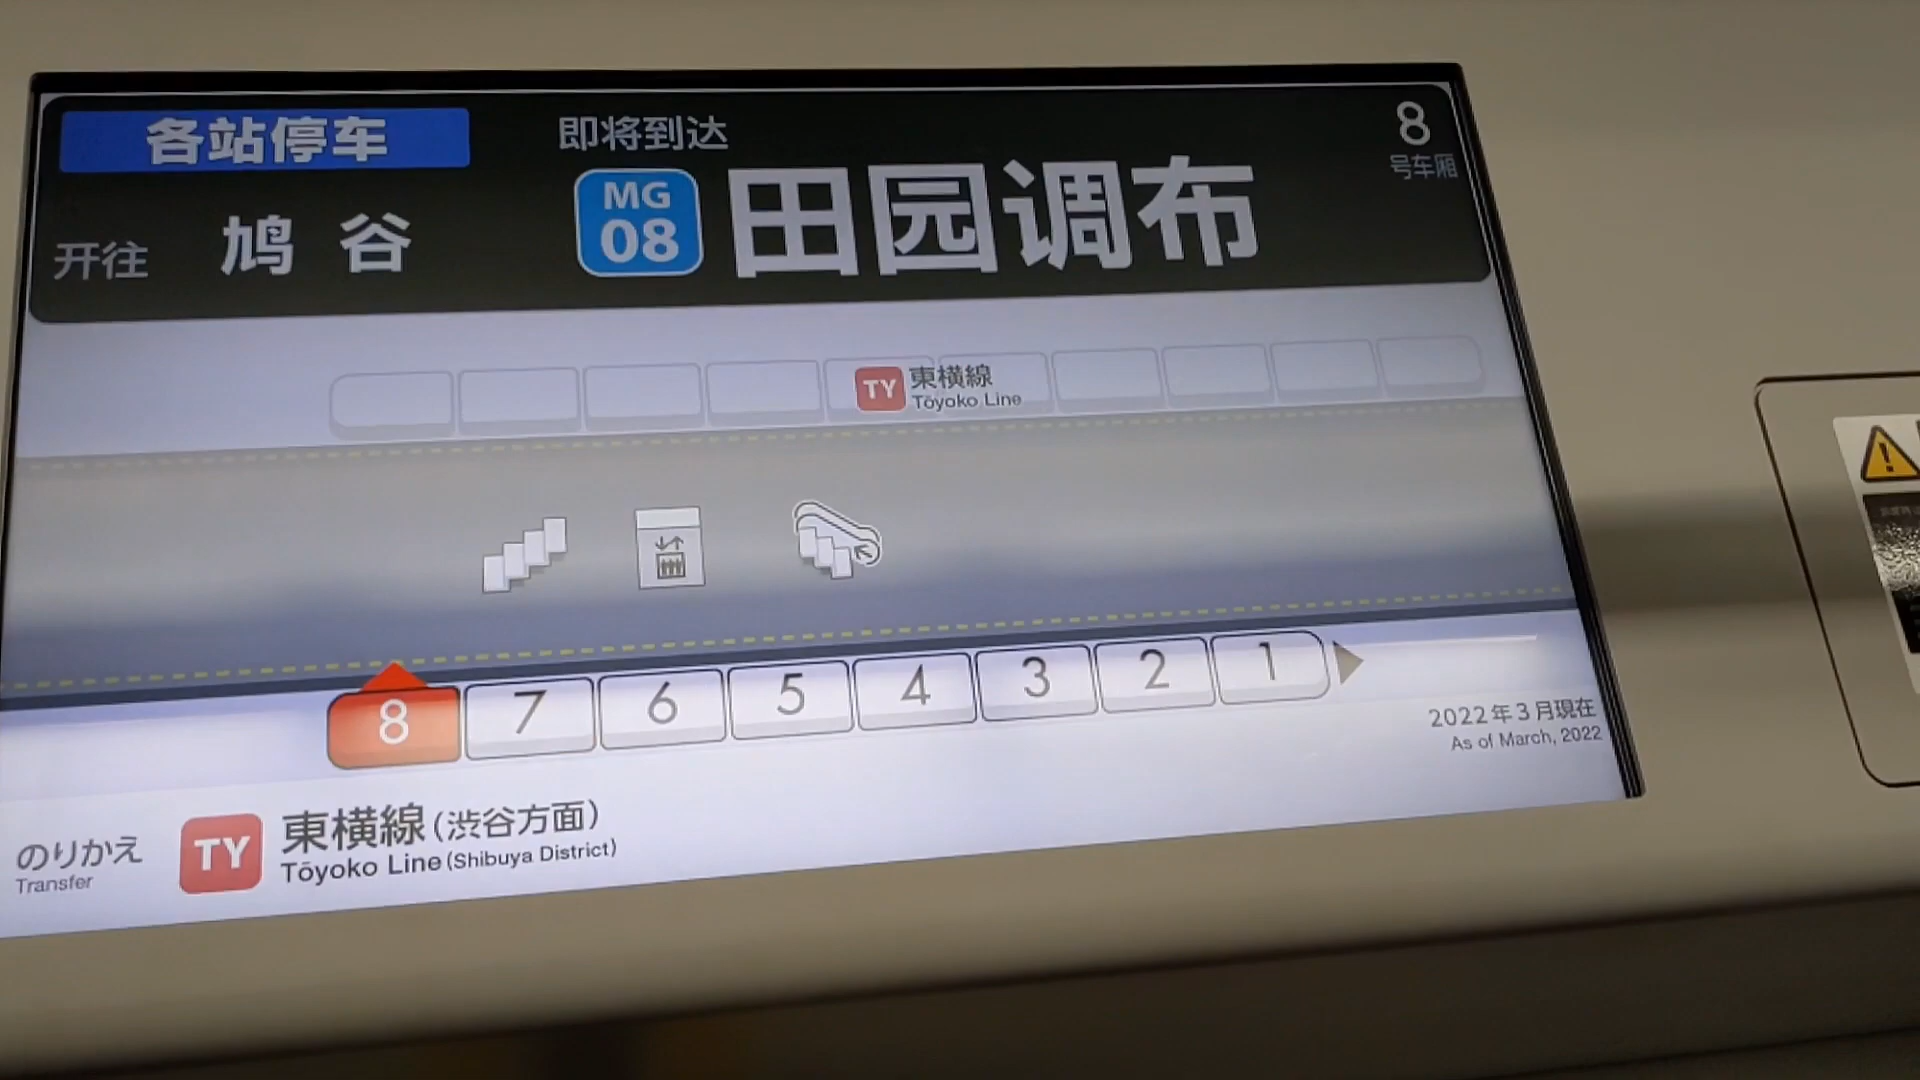 各站停车
即将到达
8
号车厢
开往 鸠谷
MG
08
田园调布
TY 東横線
Tōyoko Line
8 7 6 5 4 3 2 1
2022年3月現在
As of March, 2022
のりかえ
Transfer
TY
東横線(渋谷方面)
Tōyoko Line (Shibuya District)